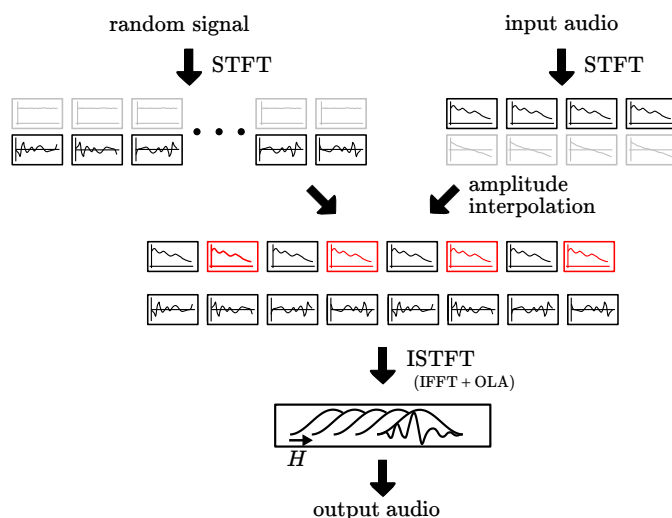 random signal
input audio
STFT
STFT
amplitude
interpolation
ISTFT
(IFFT + OLA)
H
output audio